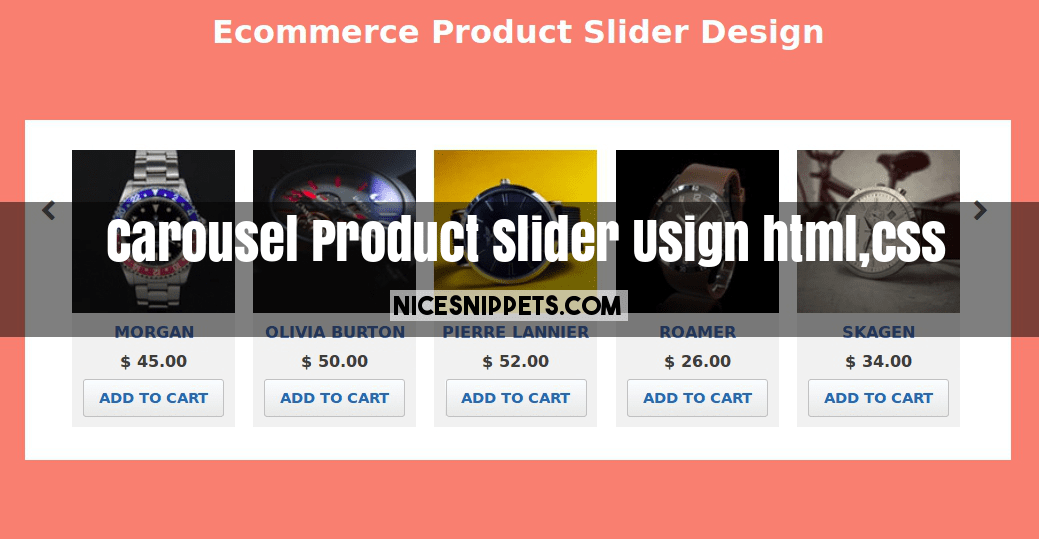 Ecommerce Product Slider Design
Carousel Product Slider Usign html,css
NICESNIPPETS.COM
MORGAN
$ 45.00
ADD TO CART
OLIVIA BURTON
$ 50.00
ADD TO CART
PIERRE LANNIER
$ 52.00
ADD TO CART
ROAMER
$ 26.00
ADD TO CART
SKAGEN
$ 34.00
ADD TO CART